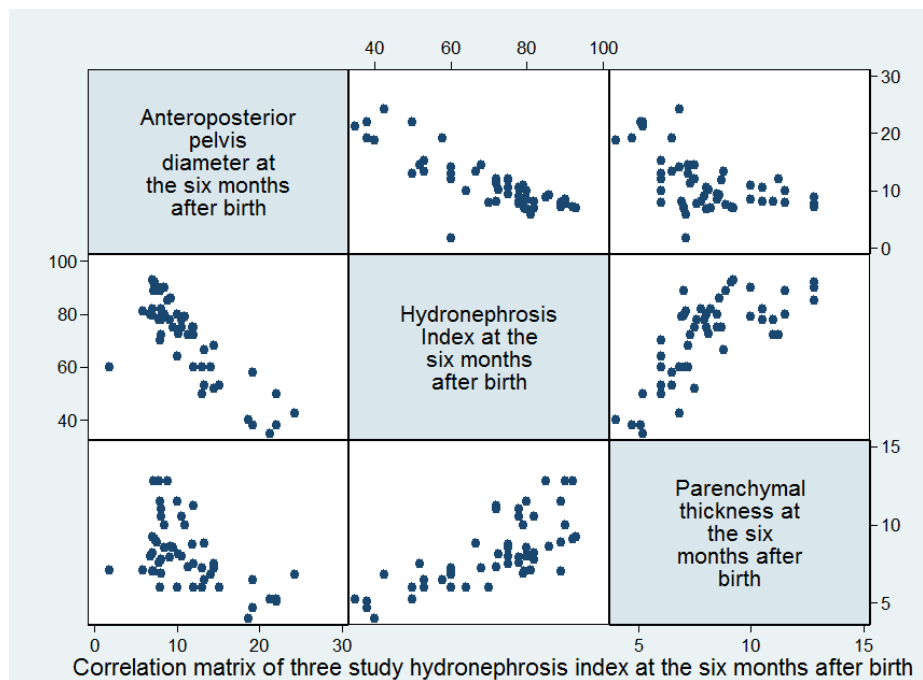 40 60 80 100
Anteroposterior
pelvis
diameter at
the six months
after birth
30
20
10
0
100
80
60
40
Hydronephrosis
Index at the
six months
after birth
15
10
5
Parenchymal
thickness at
the six
months after
birth
0 10 20 30
5 10 15
Correlation matrix of three study hydronephrosis index at the six months after birth